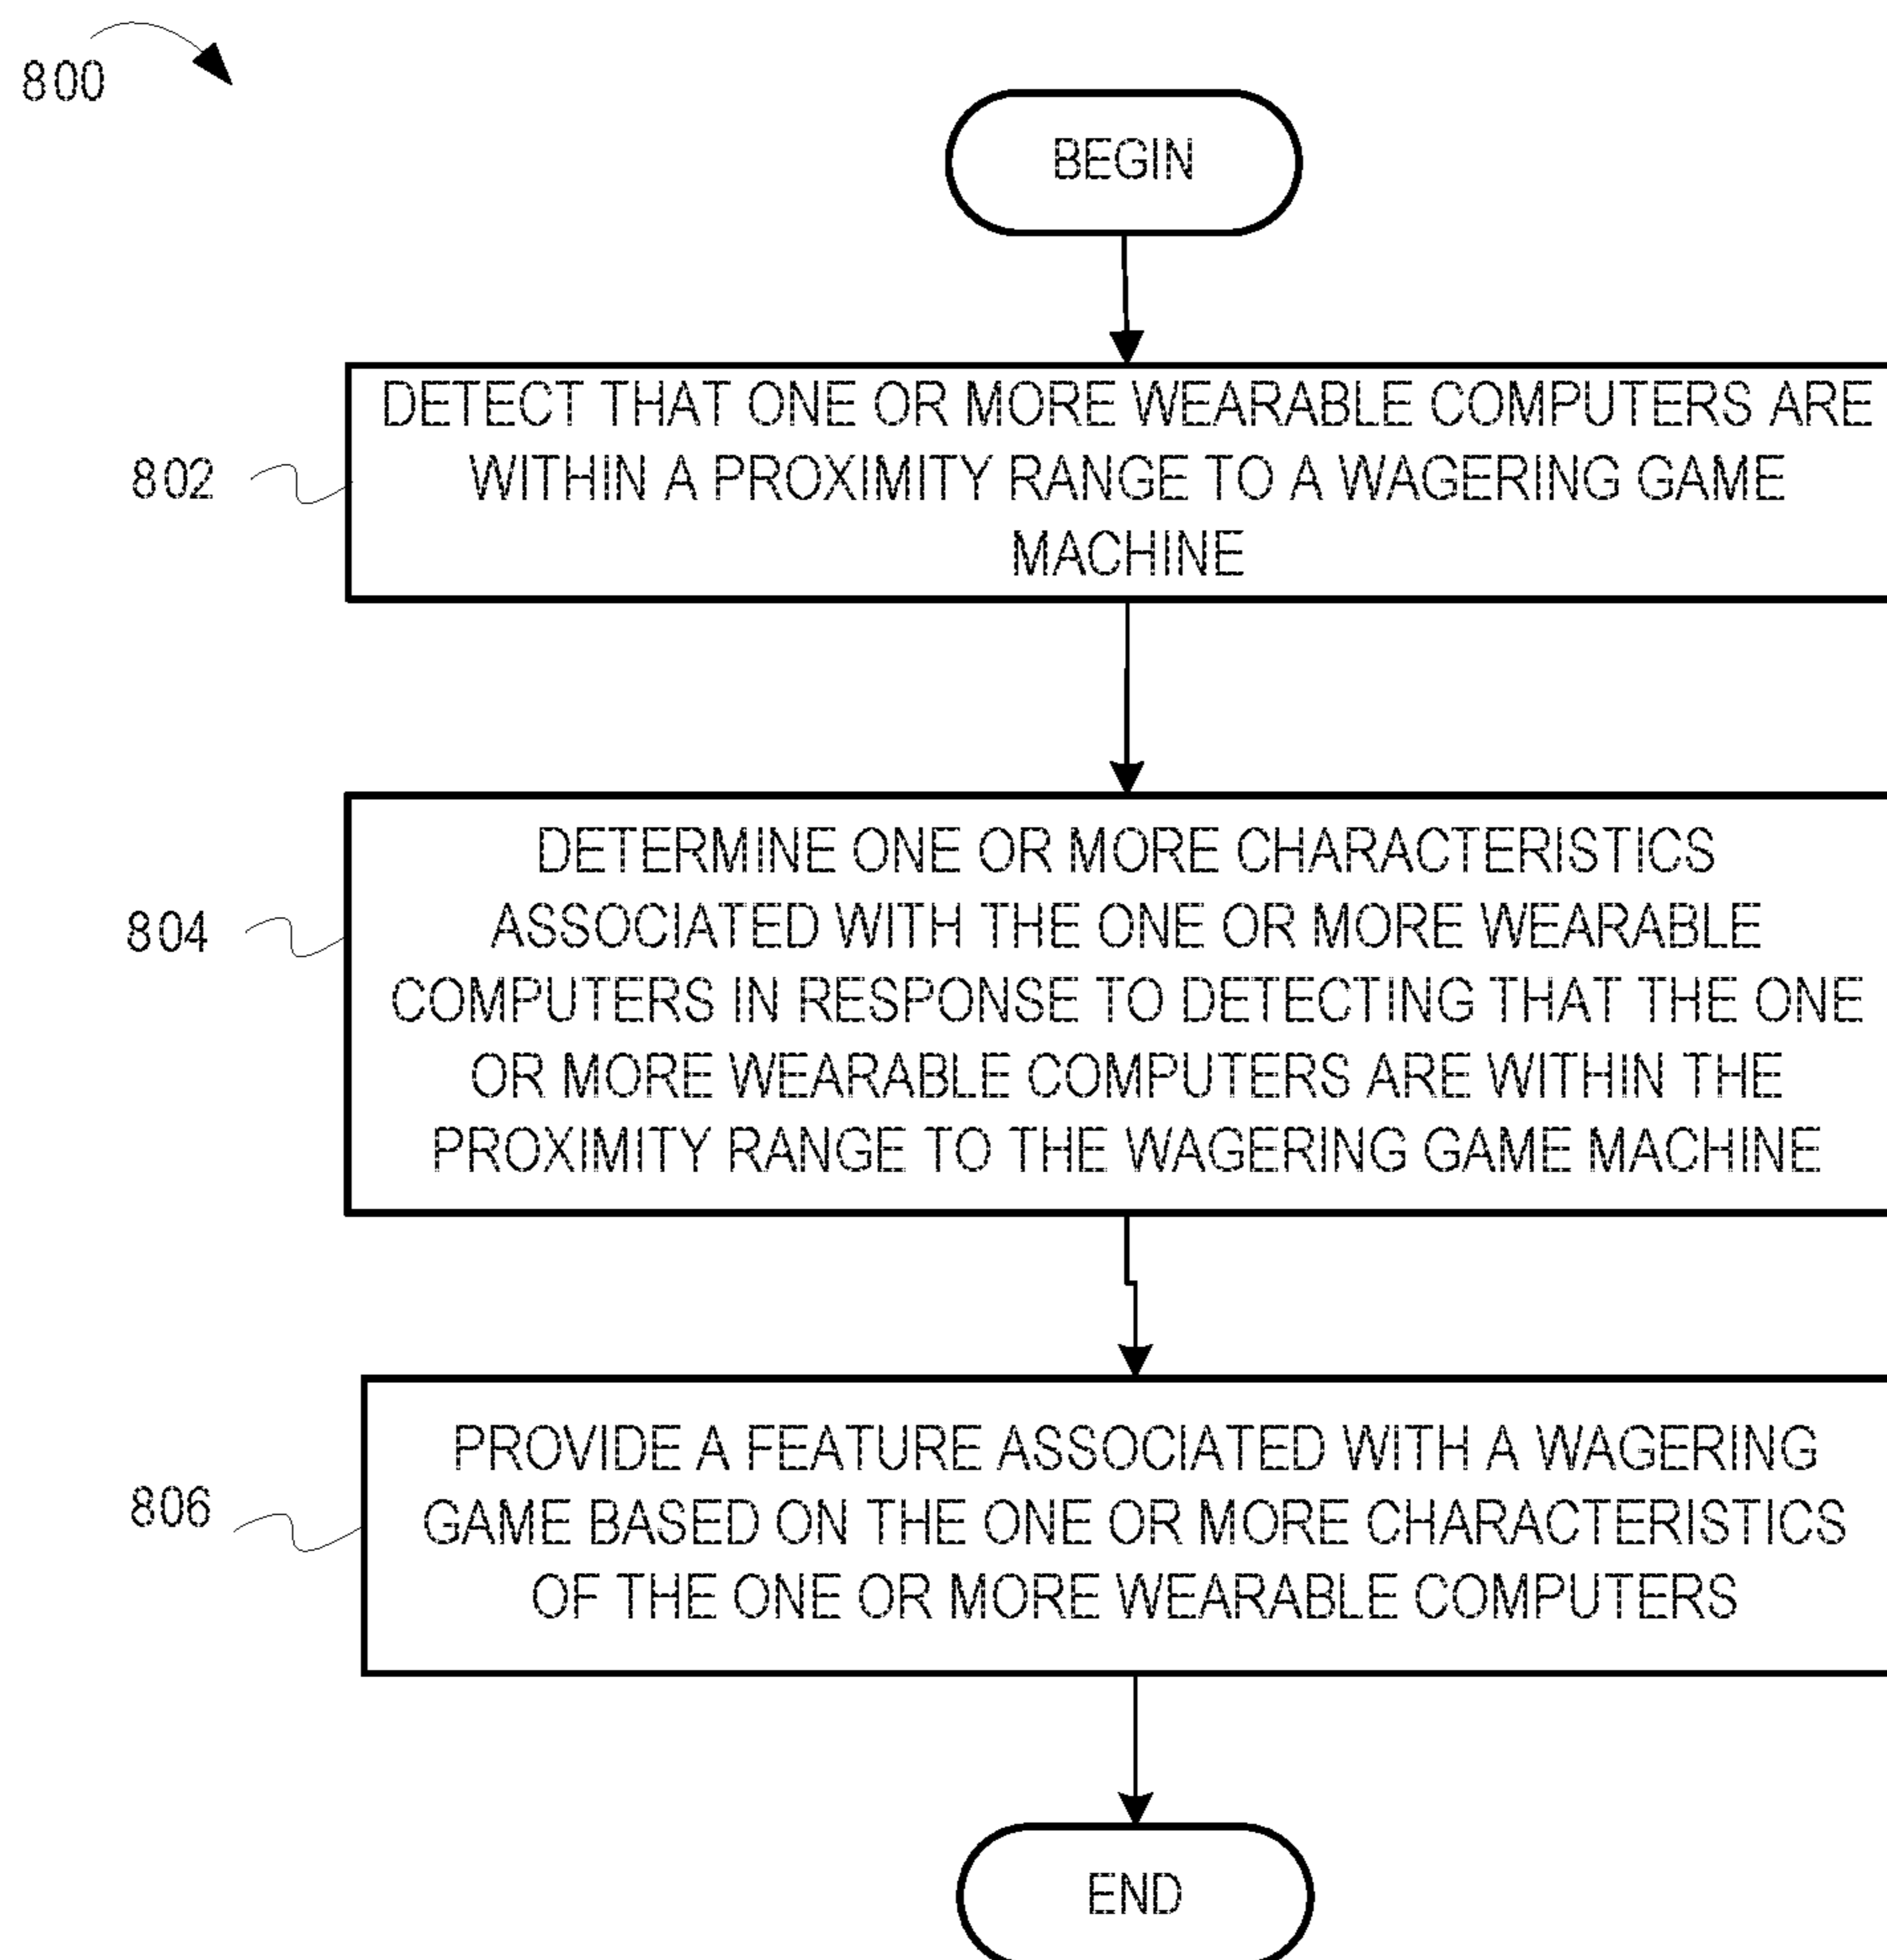 800
BEGIN
802
DETECT THAT ONE OR MORE WEARABLE COMPUTERS ARE
WITHIN A PROXIMITY RANGE TO A WAGERING GAME
MACHINE
804
DETERMINE ONE OR MORE CHARACTERISTICS
ASSOCIATED WITH THE ONE OR MORE WEARABLE
COMPUTERS IN RESPONSE TO DETECTING THAT THE ONE
OR MORE WEARABLE COMPUTERS ARE WITHIN THE
PROXIMITY RANGE TO THE WAGERING GAME MACHINE
806
PROVIDE A FEATURE ASSOCIATED WITH A WAGERING
GAME BASED ON THE ONE OR MORE CHARACTERISTICS
OF THE ONE OR MORE WEARABLE COMPUTERS
END